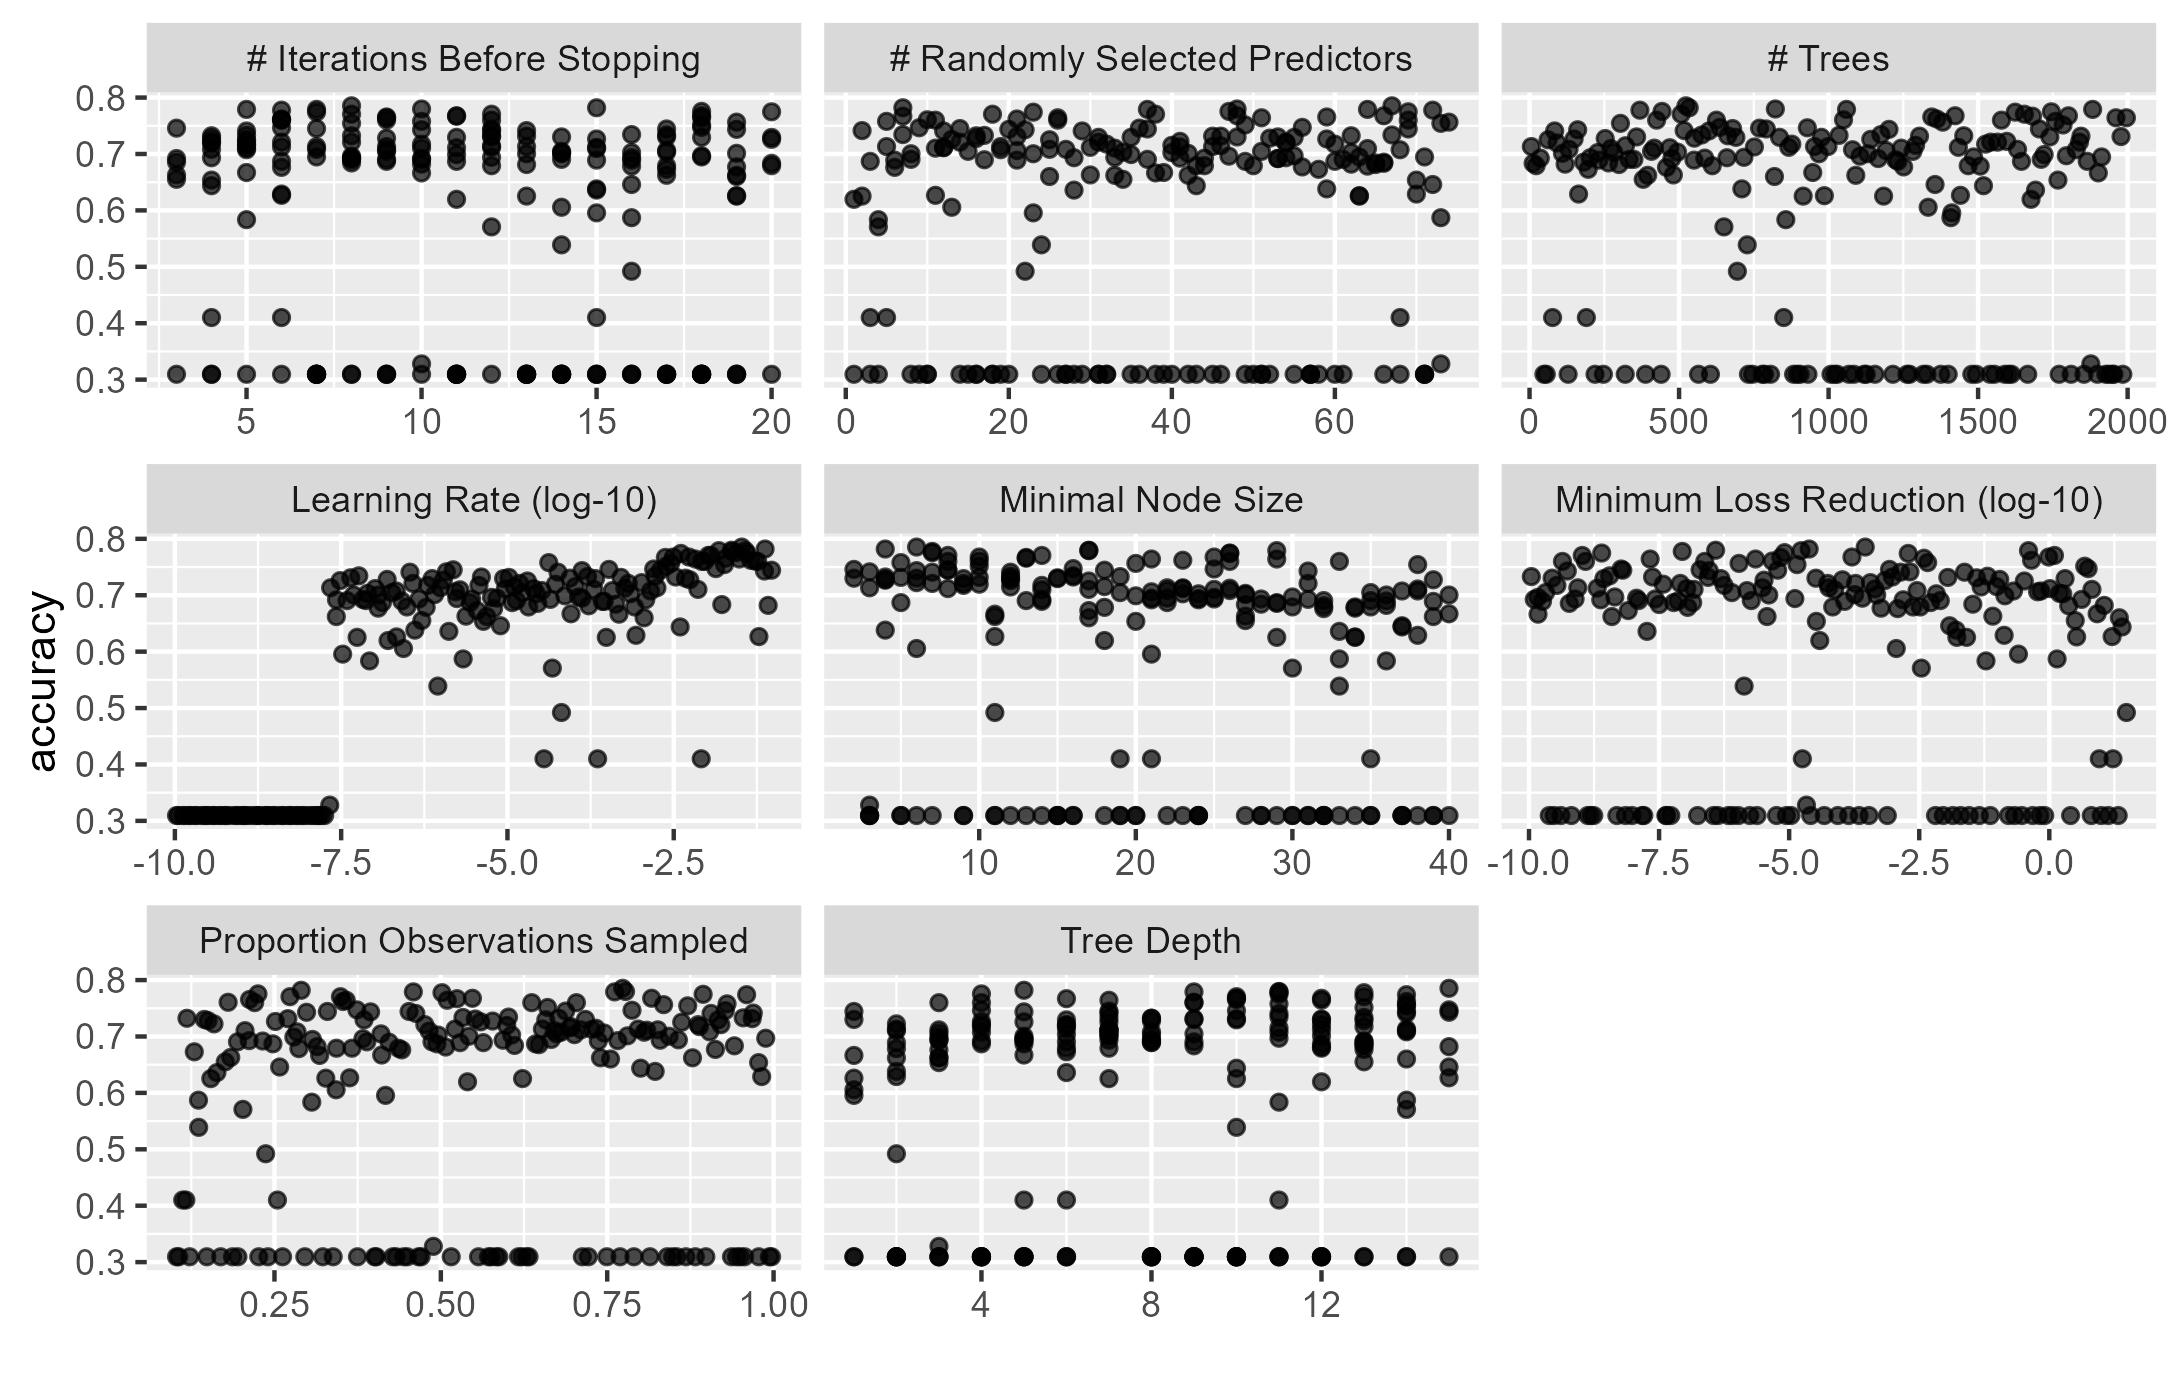 # Iterations Before Stopping
# Randomly Selected Predictors
# Trees
0.8
0.7
0.6
0.5
0.4
0.3
5 10 15 20
0 20 40 60
0 500 1000 1500 2000
Learning Rate (log-10)
Minimal Node Size
Minimum Loss Reduction (log-10)
accuracy
0.8
0.7
0.6
0.5
0.4
0.3
-10.0 -7.5 -5.0 -2.5
10 20 30 40
-10.0 -7.5 -5.0 -2.5 0.0
Proportion Observations Sampled
Tree Depth
0.8
0.7
0.6
0.5
0.4
0.3
0.25 0.50 0.75 1.00
4 8 12